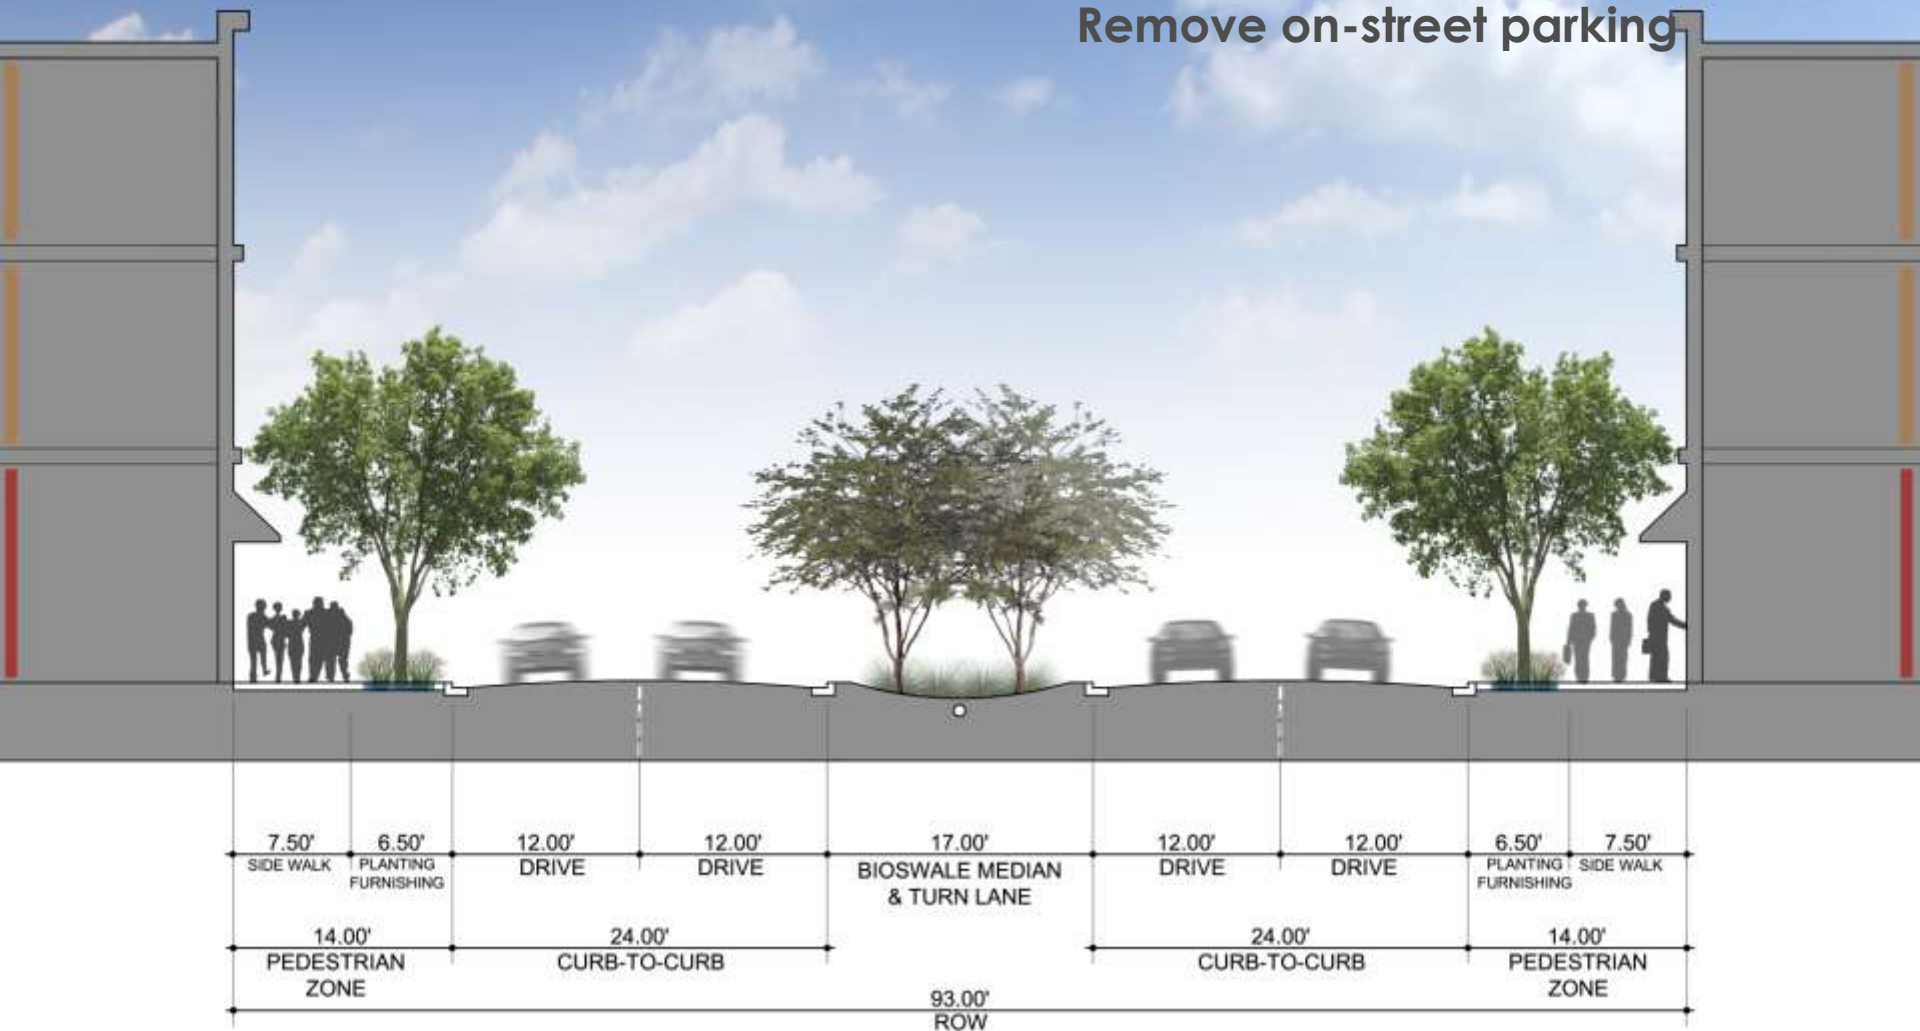 Remove on-street parking
7.50' 6.50' 12.00' 12.00' 17.00' 12.00' 12.00' 6.50' 7.50'
SIDE WALK PLANTING DRIVE DRIVE BIOSWALE MEDIAN DRIVE DRIVE PLANTING SIDE WALK
FURNISHING & TURN LANE FURNISHING
14.00' 24.00' 24.00' 14.00'
PEDESTRIAN CURB-TO-CURB CURB-TO-CURB PEDESTRIAN
ZONE ZONE
93.00'
ROW